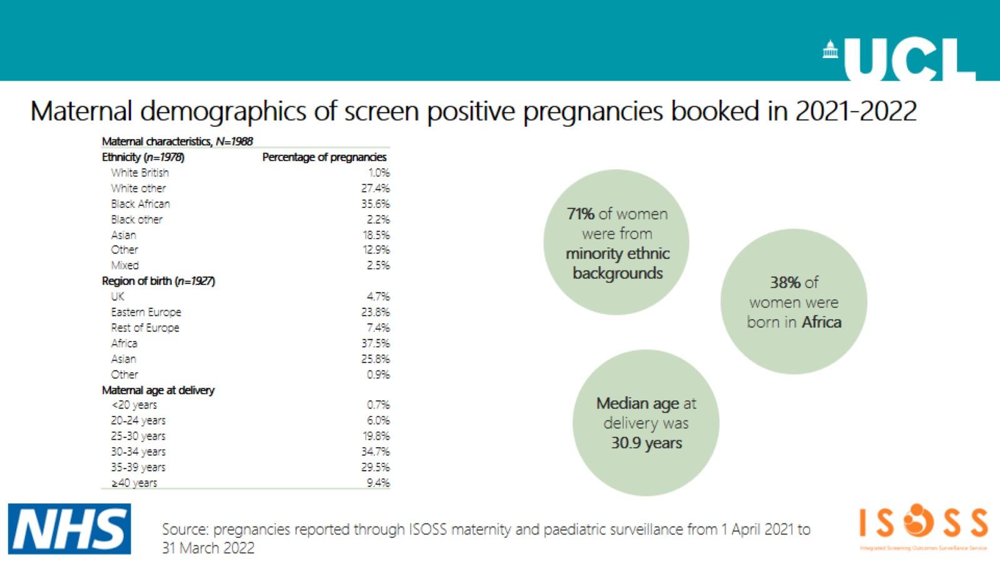 UCL
Maternal demographics of screen positive pregnancies booked in 2021-2022
Maternal characteristics, N=1988
Ethnicity (n=1978) Percentage of pregnancies
White British 1.0%
White other 27.4%
Black African 35.6%
Black other 2.2%
Asian 18.5%
Other 12.9%
Mixed 2.5%
Region of birth (n=1927)
UK 4.7%
Eastern Europe 23.8%
Rest of Europe 7.4%
Africa 37.5%
Asian 25.8%
Other 0.9%
Maternal age at delivery
<20 years 0.7%
20-24 years 6.0%
25-30 years 19.8%
30-34 years 34.7%
35-39 years 29.5%
≥40 years 9.4%
71% of women
were from
minority ethnic
backgrounds
38% of
women were
born in Africa
Median age at
delivery was
30.9 years
NHS
Source: pregnancies reported through ISOSS maternity and paediatric surveillance from 1 April 2021 to
31 March 2022
ISOSS
Integrated Screening Outcomes Surveillance Service